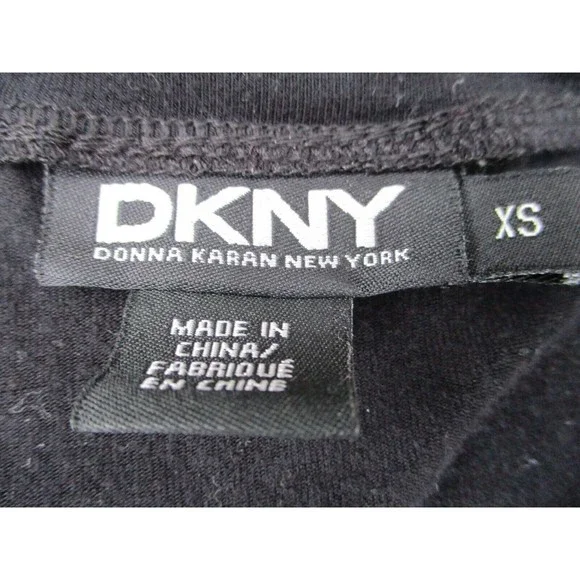 DKNY
DONNA KARAN NEW YORK
XS
MADE IN
CHINA/
FABRIQUÉ
EN CHINE